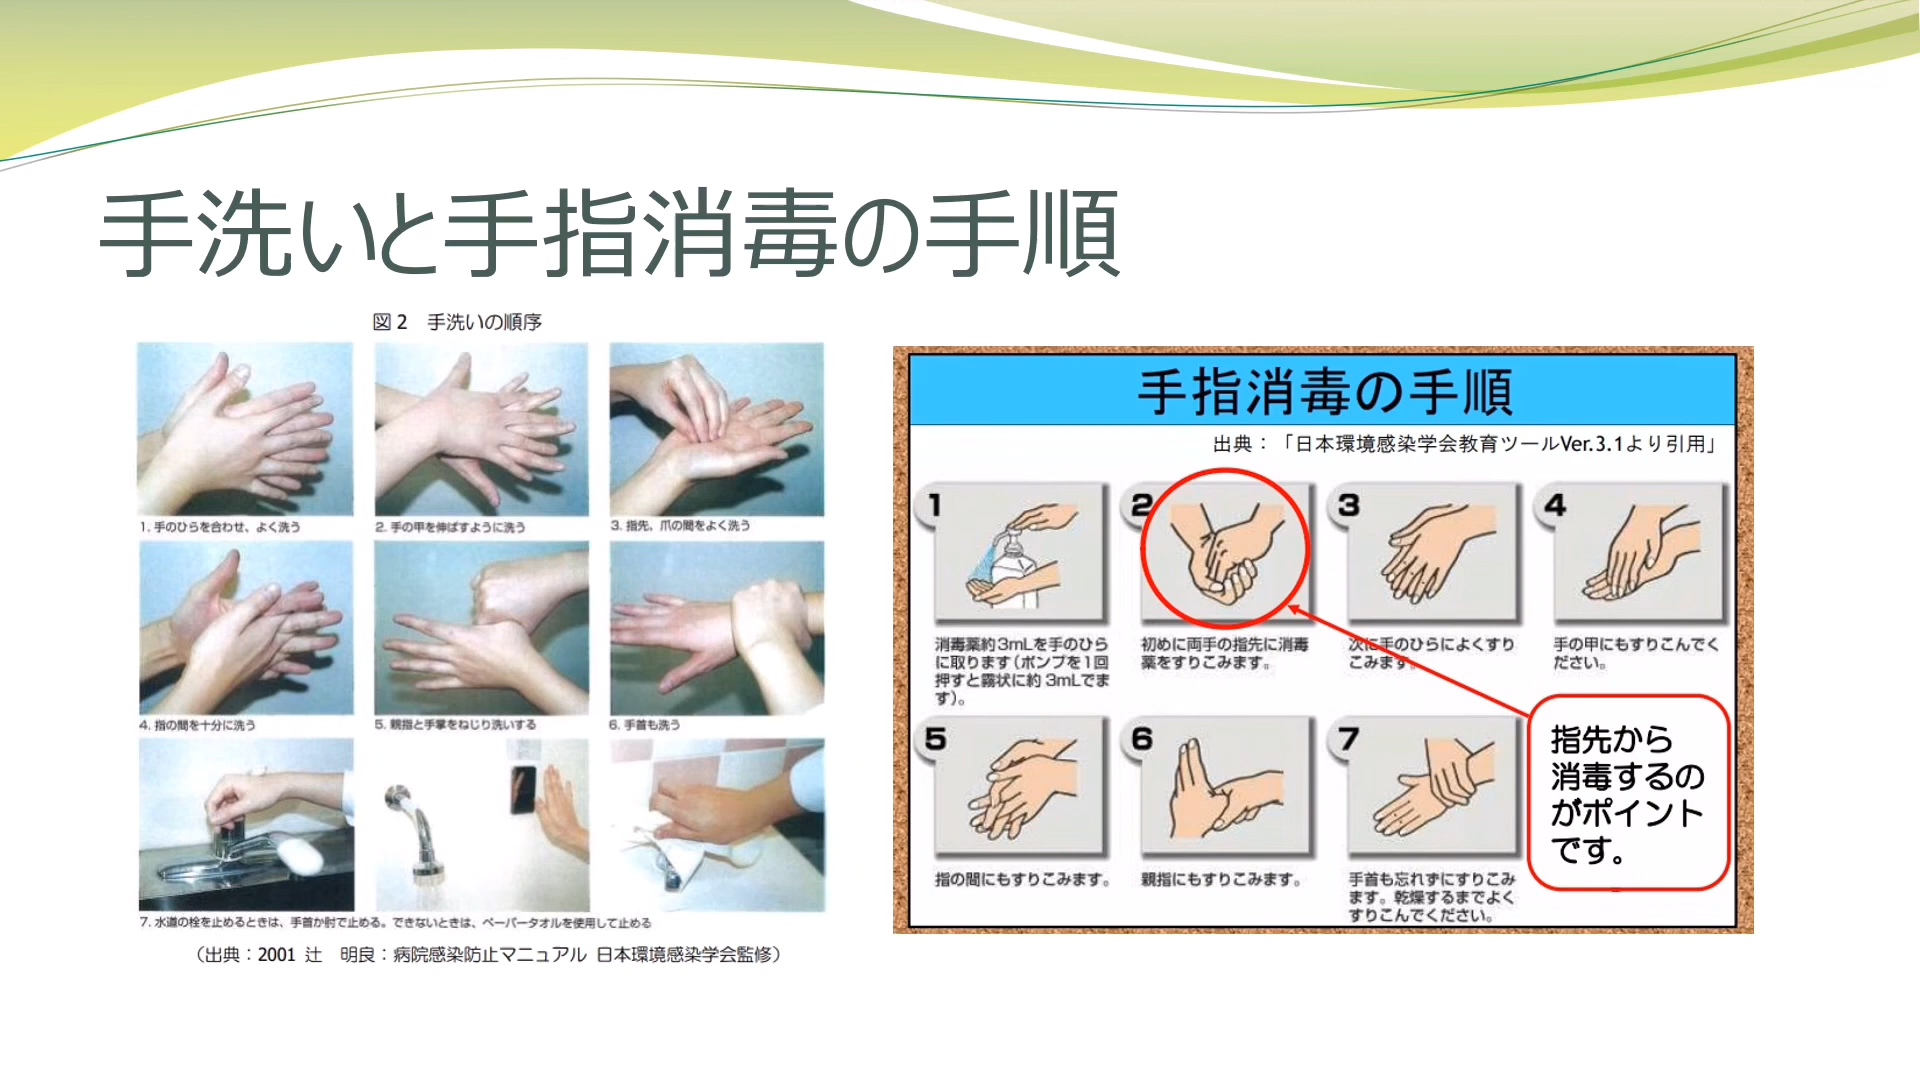 手洗いと手指消毒の手順
図2 手洗いの順序
1. 手のひらを合わせ、よく洗う
2. 手の甲を伸ばすように洗う
3. 指先、爪の間をよく洗う
4. 指の間を十分に洗う
5. 親指と手掌をねじり洗いする
6. 手首も洗う
7. 水道の栓を止めるときは、手首か肘で止める。できないときは、ペーパータオルを使用して止める
（出典：2001 辻 明良：病院感染防止マニュアル 日本環境感染学会監修）
手指消毒の手順
出典：「日本環境感染学会教育ツールVer.3.1より引用」
1
2
3
4
消毒薬約3mLを手のひら
に取ります（ポンプを1回
押すと霧状に約3mLでま
す）。
初めに両手の指先に消毒
薬をすりこみます。
次に手のひらによくすり
こみます。
手の甲にもすりこんでく
ださい。
5
6
7
指の間にもすりこみます。
親指にもすりこみます。
手首も忘れずにすりこみ
ます。乾燥するまでよく
すりこんでください。
指先から
消毒するの
がポイント
です。